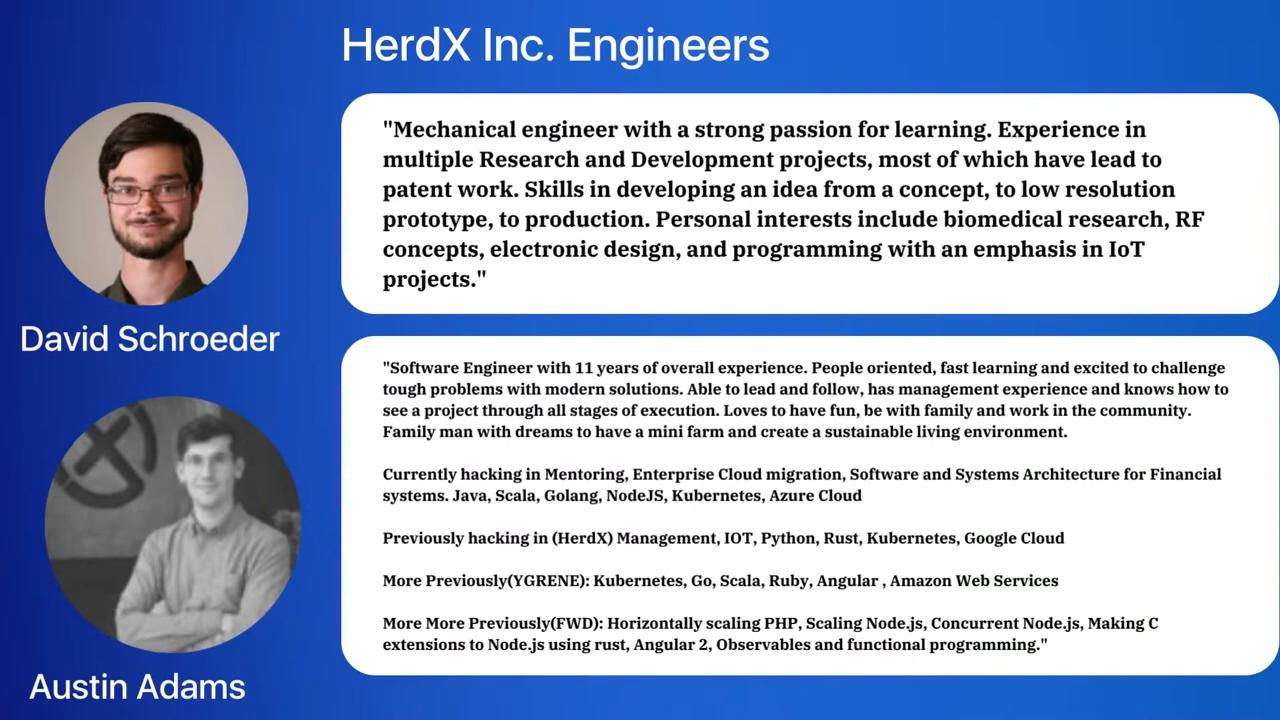 HerdX Inc. Engineers
"Mechanical engineer with a strong passion for learning. Experience in
multiple Research and Development projects, most of which have lead to
patent work. Skills in developing an idea from a concept, to low resolution
prototype, to production. Personal interests include biomedical research, RF
concepts, electronic design, and programming with an emphasis in IoT
projects."
David Schroeder
"Software Engineer with 11 years of overall experience. People oriented, fast learning and excited to challenge
tough problems with modern solutions. Able to lead and follow, has management experience and knows how to
see a project through all stages of execution. Loves to have fun, be with family and work in the community.
Family man with dreams to have a mini farm and create a sustainable living environment.
Currently hacking in Mentoring, Enterprise Cloud migration, Software and Systems Architecture for Financial
systems. Java, Scala, Golang, NodeJS, Kubernetes, Azure Cloud
Previously hacking in (HerdX) Management, IOT, Python, Rust, Kubernetes, Google Cloud
More Previously(YGRENE): Kubernetes, Go, Scala, Ruby, Angular , Amazon Web Services
More More Previously(FWD): Horizontally scaling PHP, Scaling Node.js, Concurrent Node.js, Making C
extensions to Node.js using rust, Angular 2, Observables and functional programming."
Austin Adams